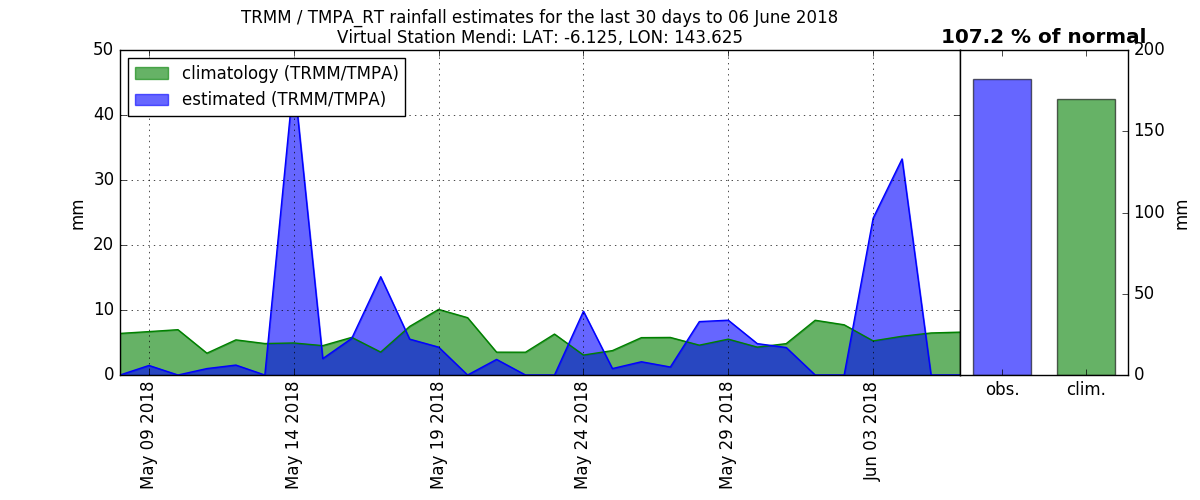 TRMM / TMPA_RT rainfall estimates for the last 30 days to 06 June 2018
Virtual Station Mendi: LAT: -6.125, LON: 143.625
107.2 % of normal
climatology (TRMM/TMPA)
estimated (TRMM/TMPA)
50
40
30
20
10
0
mm
May 09 2018
May 14 2018
May 19 2018
May 24 2018
May 29 2018
Jun 03 2018
200
150
100
50
0
mm
obs.
clim.